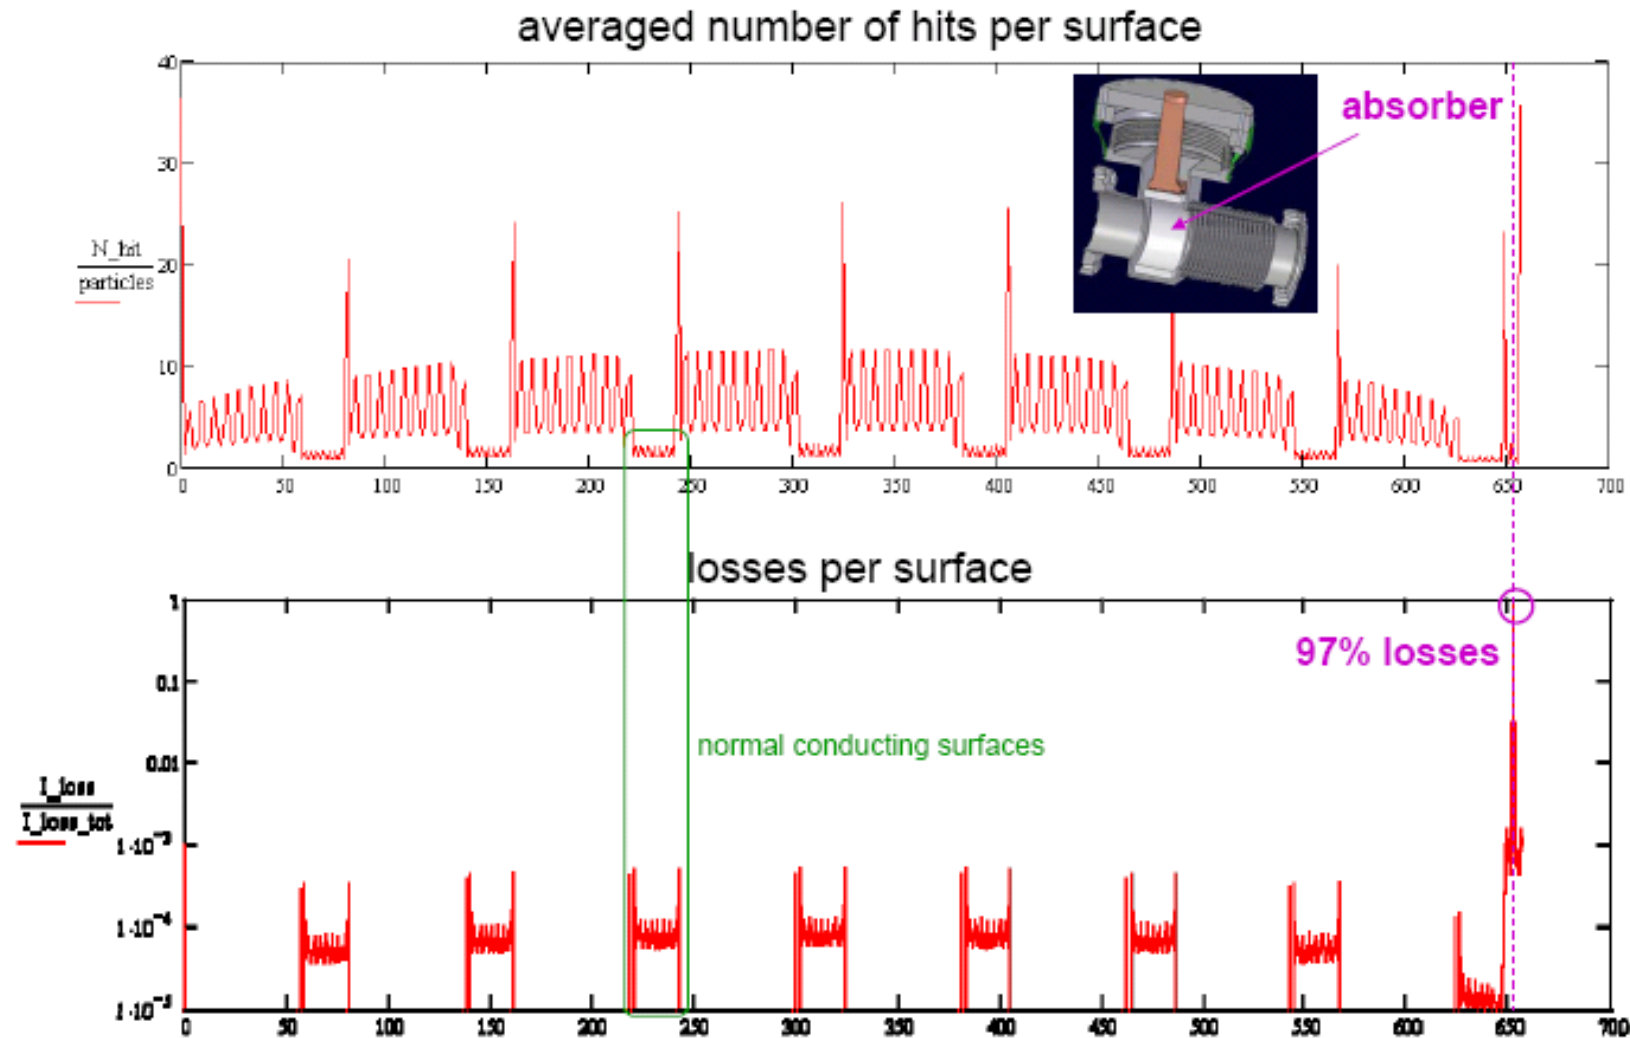 averaged number of hits per surface
40
absorber
30
N_hit
particles
20
10
0
0 50 100 150 200 250 300 350 400 450 500 550 600 650 700
losses per surface
1
97% losses
0.1
normal conducting surfaces
0.01
I_loss
I_loss_tot
1·10⁻³
1·10⁻⁴
1·10⁻⁵
0 50 100 150 200 250 300 350 400 450 500 550 600 650 700